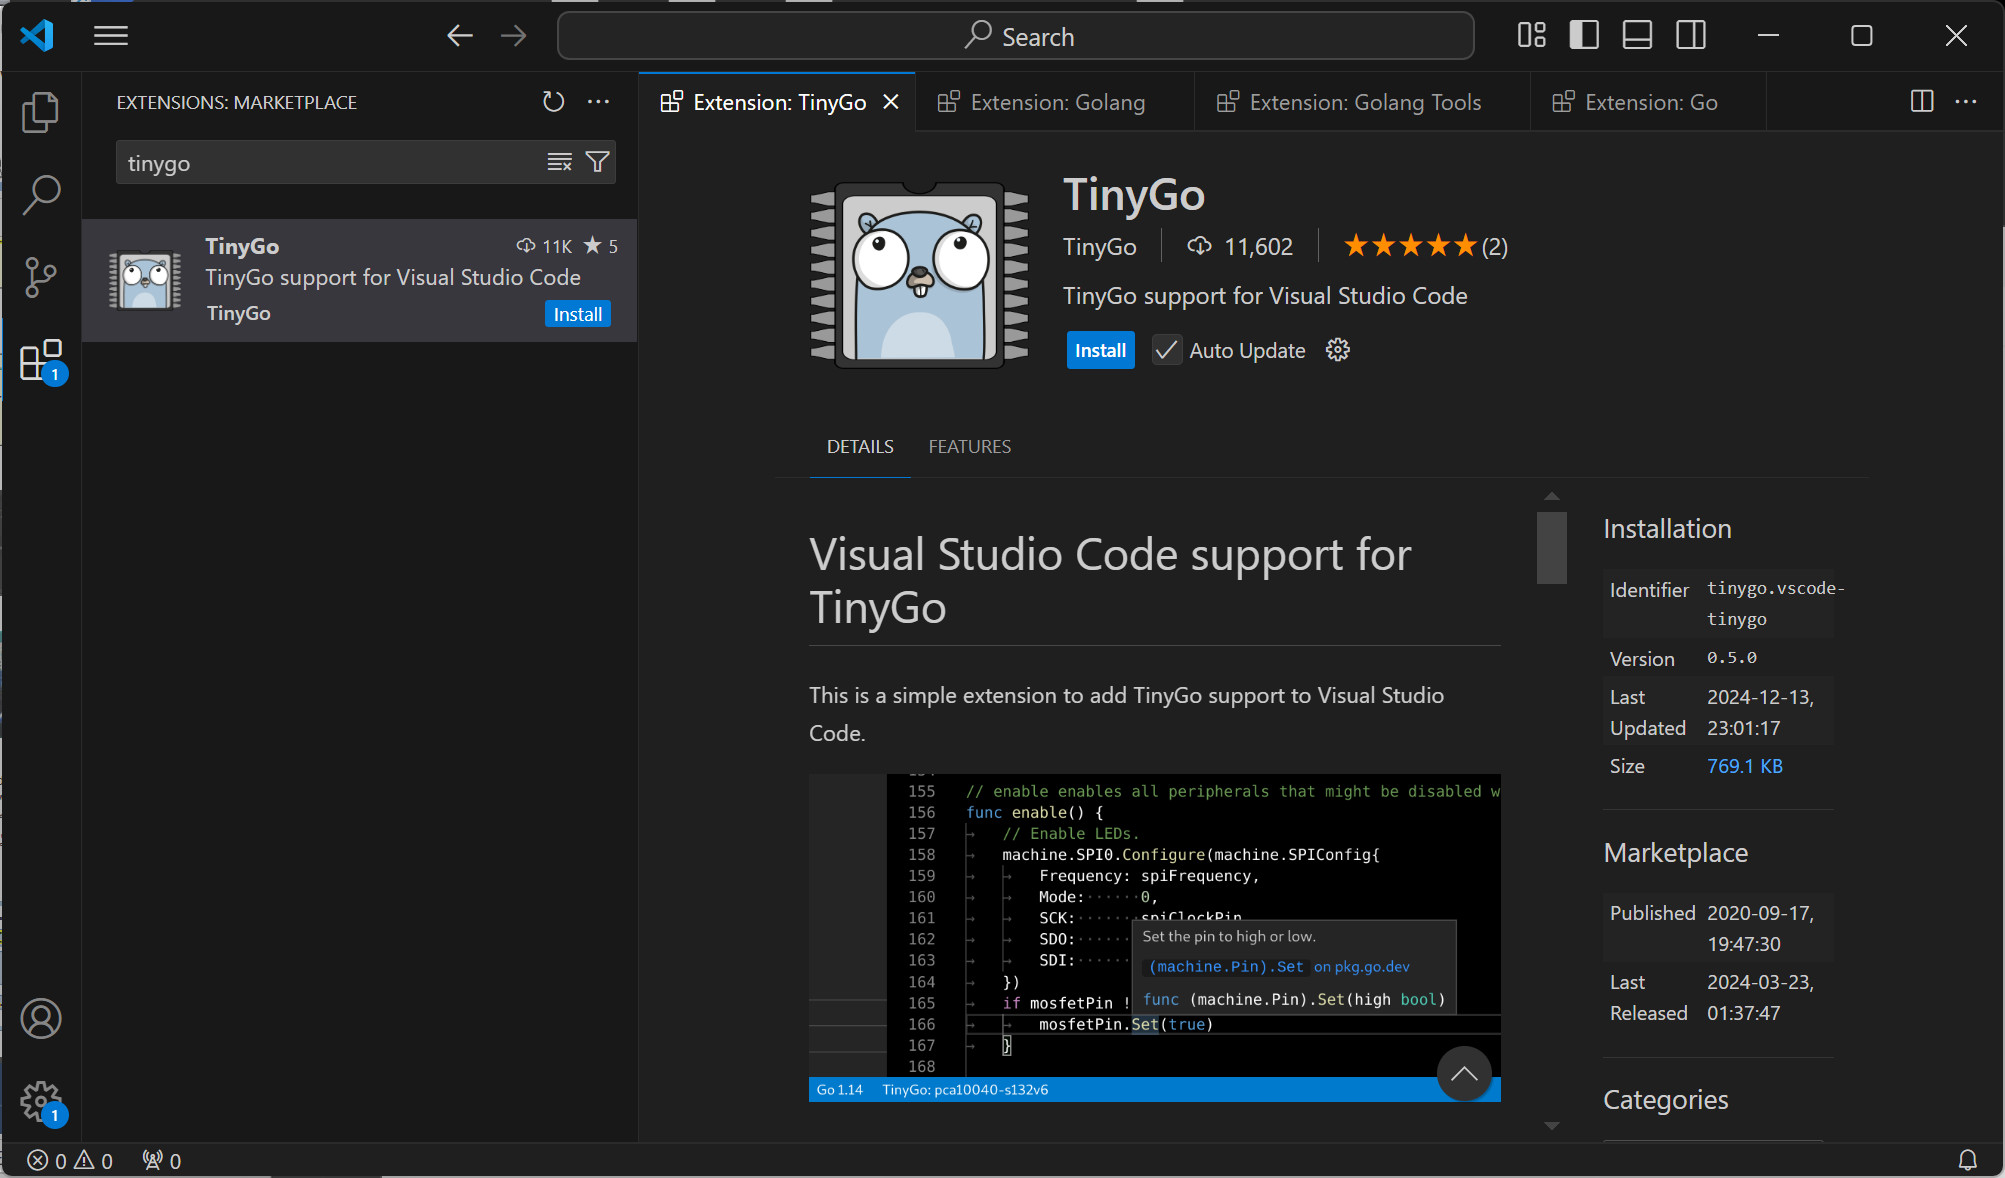 Search
EXTENSIONS: MARKETPLACE
tinygo
TinyGo 11K 5
TinyGo support for Visual Studio Code
TinyGo Install
1
1
Extension: TinyGo
Extension: Golang
Extension: Golang Tools
Extension: Go
TinyGo
TinyGo 11,602 (2)
TinyGo support for Visual Studio Code
Install Auto Update
DETAILS FEATURES
Visual Studio Code support for
TinyGo
This is a simple extension to add TinyGo support to Visual Studio
Code.
155 // enable enables all peripherals that might be disabled w
156 func enable() {
157 // Enable LEDs.
158 machine.SPI0.Configure(machine.SPIConfig{
159 Frequency: spiFrequency,
160 Mode: 0,
161 SCK: spiClockPin
162 SDO:
163 SDI:
164 })
165 if mosfetPin !
166 mosfetPin.Set(true)
167 }
168
Set the pin to high or low.
(machine.Pin).Set on pkg.go.dev
func (machine.Pin).Set(high bool)
Go 1.14 TinyGo: pca10040-s132v6
Installation
Identifier tinygo.vscode-
tinygo
Version 0.5.0
Last 2024-12-13,
Updated 23:01:17
Size 769.1 KB
Marketplace
Published 2020-09-17,
19:47:30
Last 2024-03-23,
Released 01:37:47
Categories
0 0 0